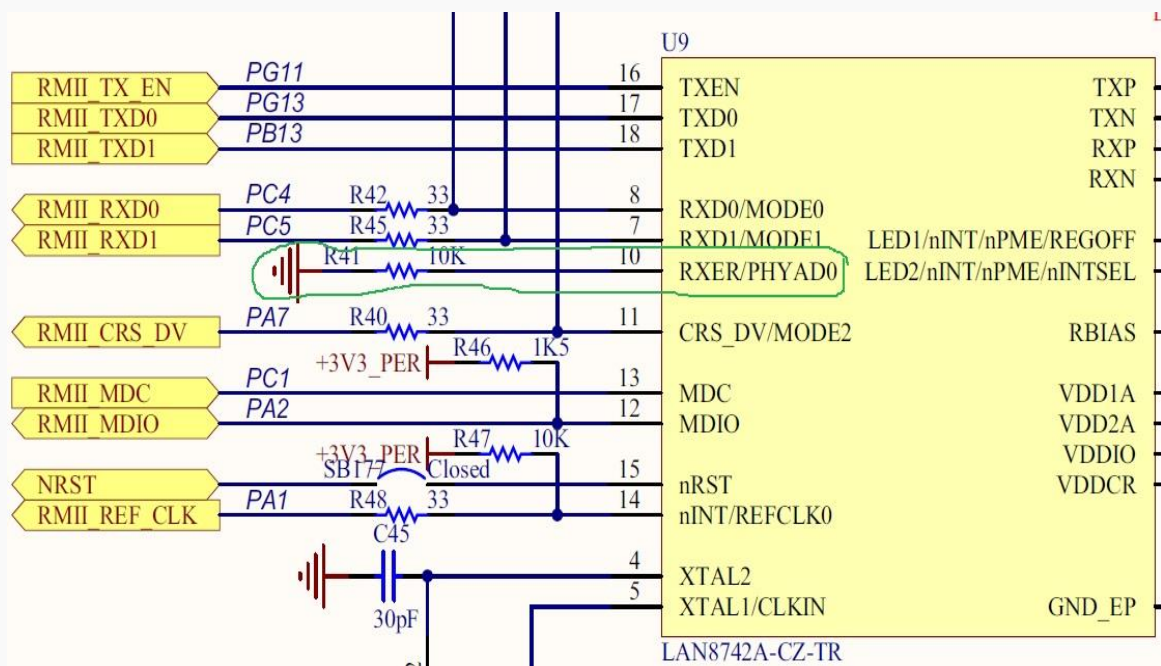 U9
RMII_TX_EN PG11 16 TXEN TXP
RMII_TXD0 PG13 17 TXD0 TXN
RMII_TXD1 PB13 18 TXD1 RXP
RXN
RMII_RXD0 PC4 R42 33 8 RXD0/MODE0
RMII_RXD1 PC5 R45 33 7 RXD1/MODE1 LED1/nINT/nPME/REGOFF
R41 10K 10 RXER/PHYAD0 LED2/nINT/nPME/nINTSEL
RMII_CRS_DV PA7 R40 33 11 CRS_DV/MODE2 RBIAS
+3V3_PER R46 1K5
RMII_MDC PC1 13 MDC VDD1A
RMII_MDIO PA2 12 MDIO VDD2A
+3V3_PER R47 10K VDDIO
NRST SB177 Closed 15 nRST VDDCR
RMII_REF_CLK PA1 R48 33 14 nINT/REFCLK0
C45
30pF
4 XTAL2
5 XTAL1/CLKIN GND_EP
LAN8742A-CZ-TR